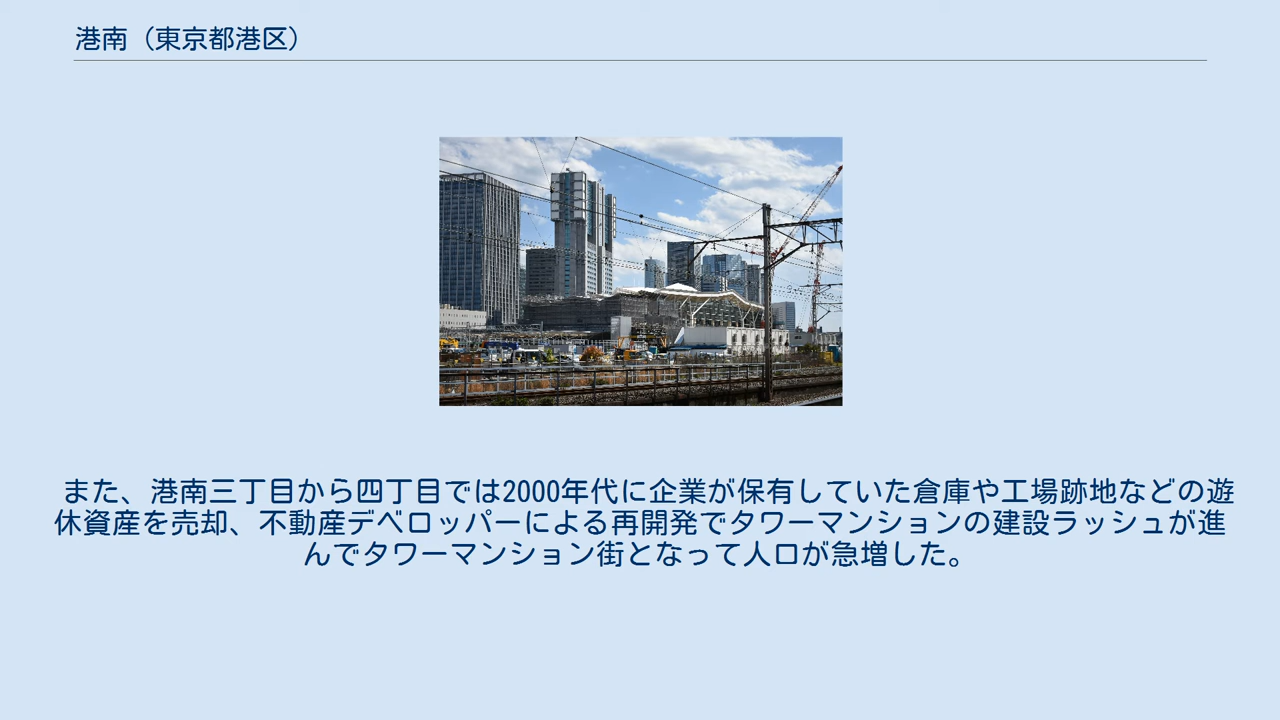 港南（東京都港区）
また、港南三丁目から四丁目では2000年代に企業が保有していた倉庫や工場跡地などの遊
休資産を売却、不動産デベロッパーによる再開発でタワーマンションの建設ラッシュが進
んでタワーマンション街となって人口が急増した。